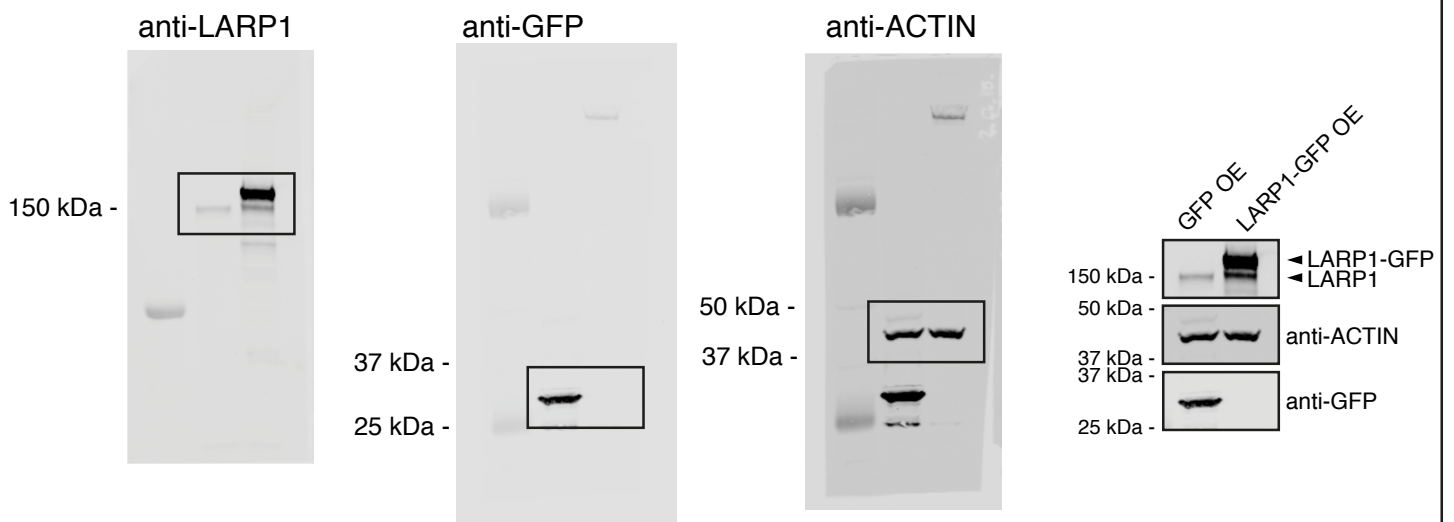 anti-LARP1
anti-GFP
anti-ACTIN
150 kDa -
37 kDa -
25 kDa -
50 kDa -
37 kDa -
GFP OE
LARP1-GFP OE
150 kDa -
◄ LARP1-GFP
◄ LARP1
50 kDa -
37 kDa -
anti-ACTIN
37 kDa -
25 kDa -
anti-GFP